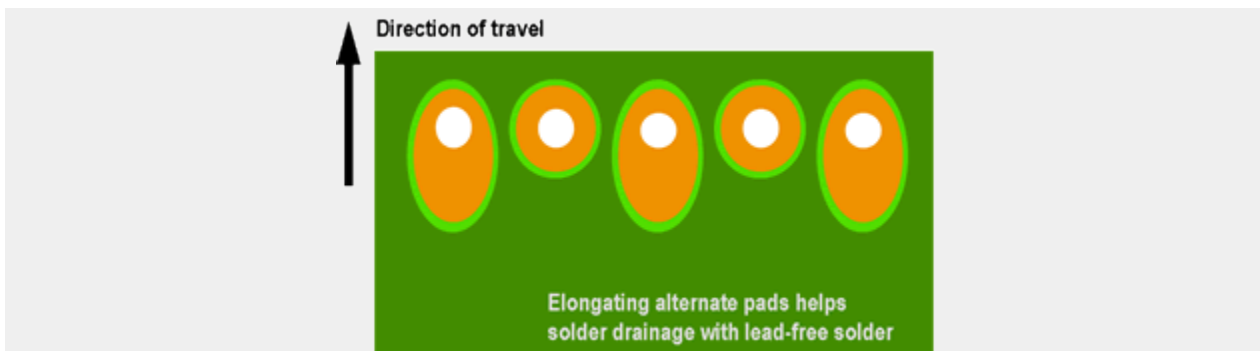 Direction of travel
Elongating alternate pads helps
solder drainage with lead-free solder